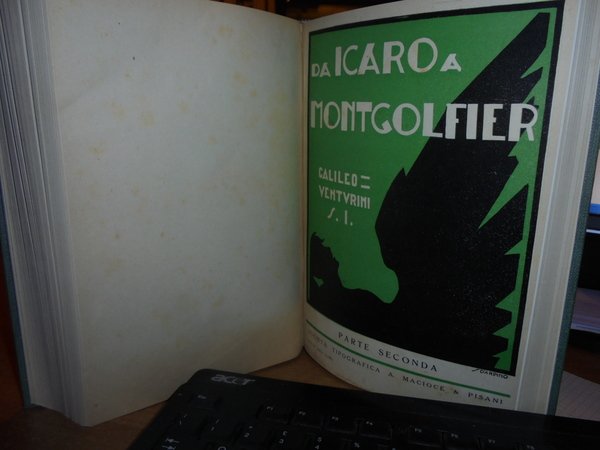 DA ICARO A
MONTGOLFIER
GALILEO =
VENTVRINI
S. I.
PARTE SECONDA
TIPOGRAFICA A. MACIOCE & PISANI
acer